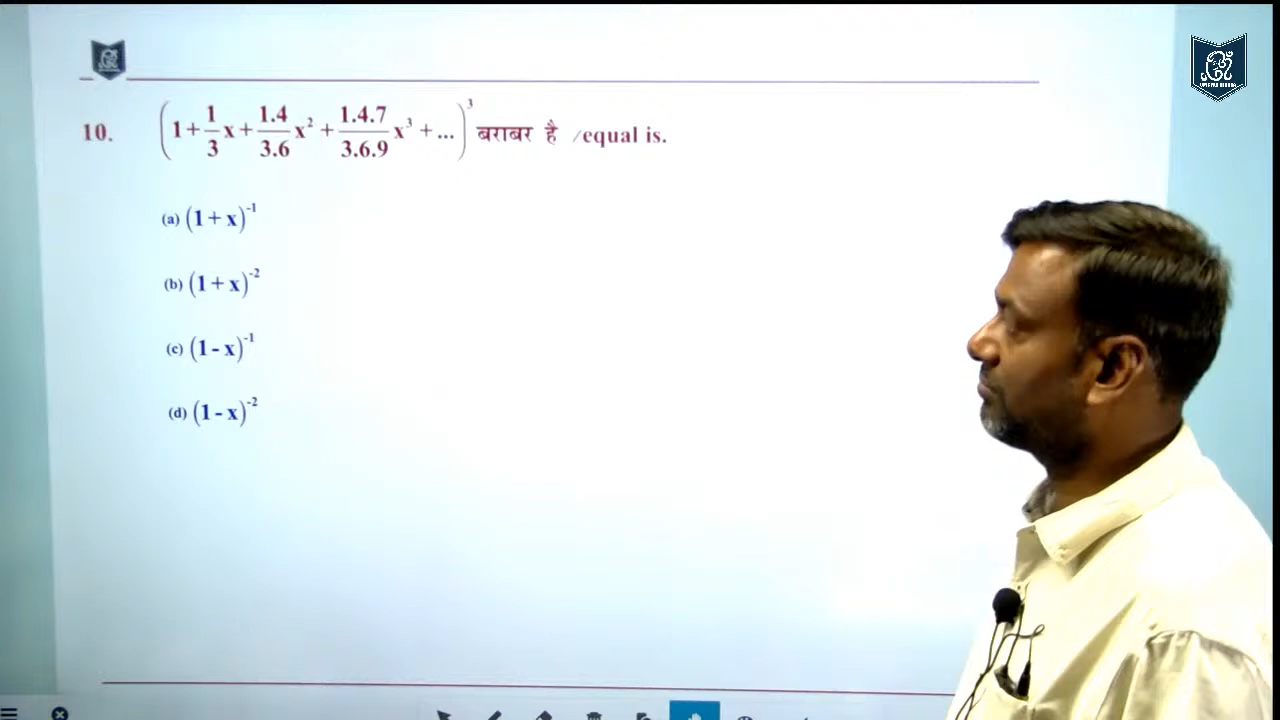 10. (1 + 1/3 x + 1.4/3.6 x² + 1.4.7/3.6.9 x³ + ...)³ बराबर है /equal is.
(a) (1 + x)⁻¹
(b) (1 + x)⁻²
(c) (1 - x)⁻¹
(d) (1 - x)⁻²